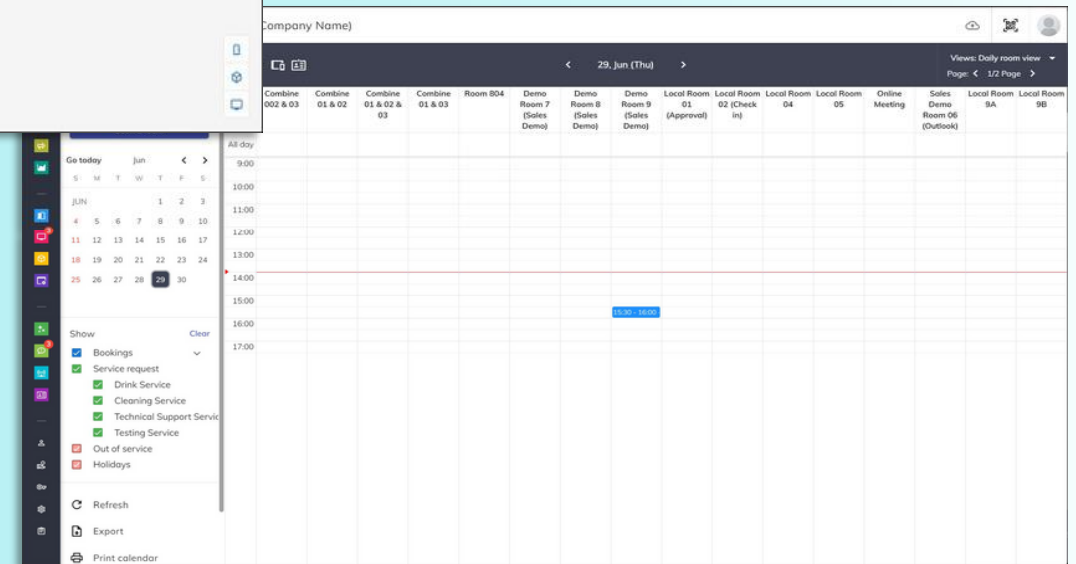 Company Name)
29, Jun (Thu)
Views: Daily room view
Page: 1/2 Page
Combine 002 & 03
Combine 01 & 02
Combine 01 & 02 & 03
Combine 01 & 03
Room 804
Demo Room 7 (Sales Demo)
Demo Room 8 (Sales Demo)
Demo Room 9 (Sales Demo)
Local Room 01 (Approval)
Local Room 02 (Check in)
Local Room 04
Local Room 05
Online Meeting
Sales Demo Room 06 (Outlook)
Local Room 9A
Local Room 9B
All day
9:00
10:00
11:00
12:00
13:00
14:00
15:00
15:30 - 16:00
16:00
17:00
Go today Jun
S M T W T F S
JUN 1 2 3
4 5 6 7 8 9 10
11 12 13 14 15 16 17
18 19 20 21 22 23 24
25 26 27 28 29 30
3
3
Show Clear
Bookings
Service request
Drink Service
Cleaning Service
Technical Support Servic
Testing Service
Out of service
Holidays
Refresh
Export
Print calendar